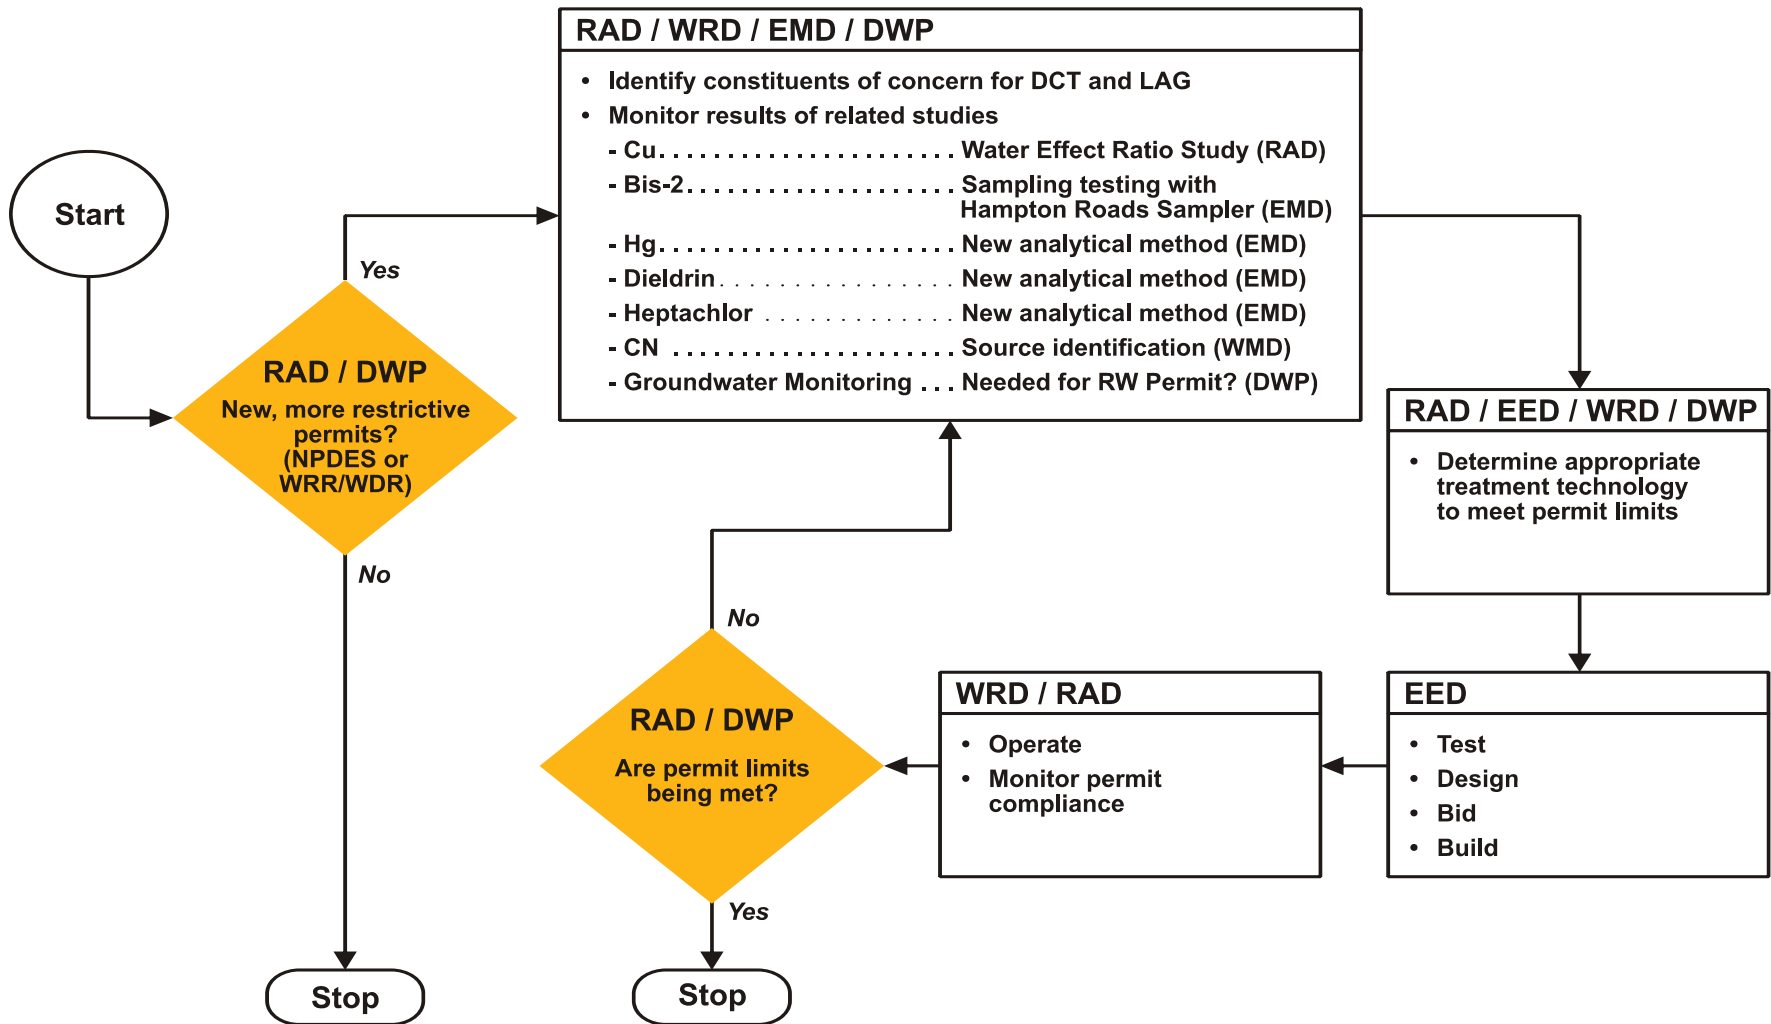 Start
RAD / DWP
New, more restrictive
permits?
(NPDES or
WRR/WDR)
Yes
No
Stop
RAD / WRD / EMD / DWP
• Identify constituents of concern for DCT and LAG
• Monitor results of related studies
- Cu. . . . . . . . . . . . . . . . . . . . . . Water Effect Ratio Study (RAD)
- Bis-2. . . . . . . . . . . . . . . . . . . . Sampling testing with
Hampton Roads Sampler (EMD)
- Hg. . . . . . . . . . . . . . . . . . . . . . New analytical method (EMD)
- Dieldrin . . . . . . . . . . . . . . . . New analytical method (EMD)
- Heptachlor . . . . . . . . . . . . . New analytical method (EMD)
- CN . . . . . . . . . . . . . . . . . . . . . Source identification (WMD)
- Groundwater Monitoring . . . Needed for RW Permit? (DWP)
RAD / EED / WRD / DWP
• Determine appropriate
treatment technology
to meet permit limits
EED
• Test
• Design
• Bid
• Build
WRD / RAD
• Operate
• Monitor permit
compliance
RAD / DWP
Are permit limits
being met?
No
Yes
Stop